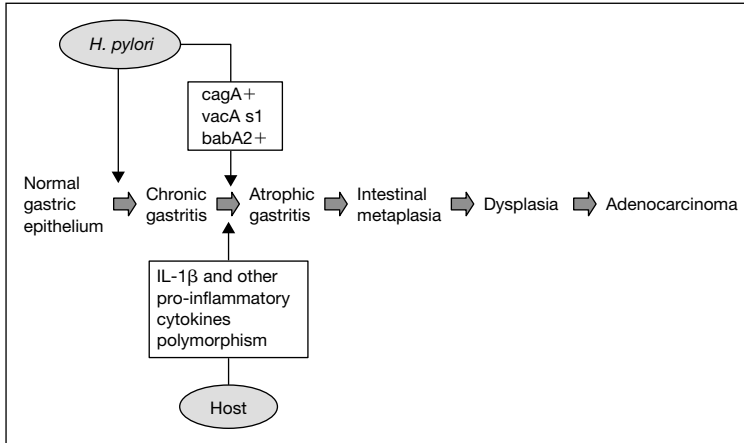 H. pylori
cagA+
vacA s1
babA2+
Normal
gastric
epithelium
Chronic
gastritis
Atrophic
gastritis
Intestinal
metaplasia
Dysplasia
Adenocarcinoma
IL-1β and other
pro-inflammatory
cytokines
polymorphism
Host